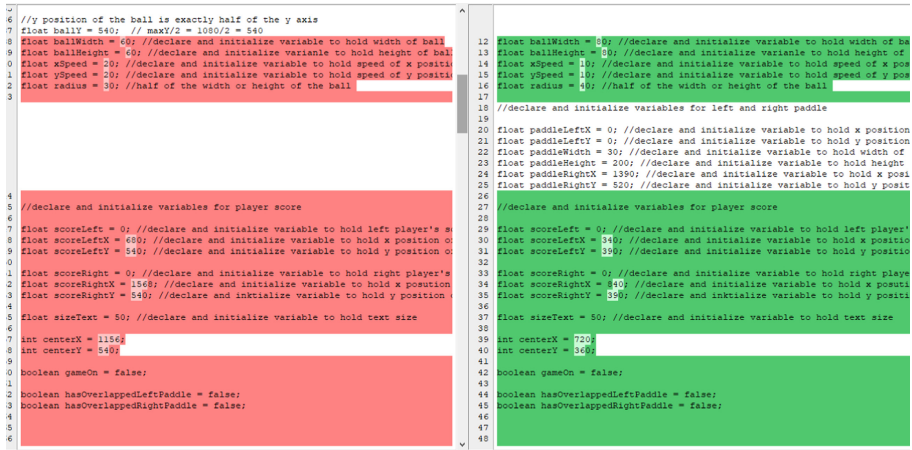 //y position of the ball is exactly half of the y axis
float ballY = 540;  // maxY/2 = 1080/2 = 540
float ballWidth = 60; //declare and initialize variable to hold width of ball
float ballHeight = 60; //declare and initialize varianle to hold height of bal
float xSpeed = 20; //declare and initialize variable to hold speed of x positi
float ySpeed = 20; //declare and initialize variable to hold speed of y positi
float radius = 30; //half of the width or height of the ball
//declare and initialize variables for player score
float scoreLeft = 0; //declare and initialize variable to hold left player's s
float scoreLeftX = 680; //declare and initialize variable to hold x position o
float scoreLeftY = 540; //declare and initialize variable to hold y position o
float scoreRight = 0; //declare and initialize variable to hold right player's
float scoreRightX = 1568; //declare and initialize variable to hold x posution
float scoreRightY = 540; //declare and inktialize variable to hold y position
float sizeText = 50; //declare and initialize variable to hold text size
int centerX = 1156;
int centerY = 540;
boolean gameOn = false;
boolean hasOverlappedLeftPaddle = false;
boolean hasOverlappedRightPaddle = false;
12 float ballWidth = 80; //declare and initialize variable to hold width of ba
13 float ballHeight = 80; //declare and initialize varianle to hold height of
14 float xSpeed = 10; //declare and initialize variable to hold speed of x pos
15 float ySpeed = 10; //declare and initialize variable to hold speed of y pos
16 float radius = 40; //half of the width or height of the ball
17
18 //declare and initialize variables for left and right paddle
19
20 float paddleLeftX = 0; //declare and initialize variable to hold x position
21 float paddleLeftY = 0; //declare and initialize variable to hold y position
22 float paddleWidth = 30; //declare and initialize variable to hold width of
23 float paddleHeight = 200; //declare and initialize variable to hold height
24 float paddleRightX = 1390; //declare and initialize variable to hold x posi
25 float paddleRightY = 520; //declare and initialize variable to hold y posit
26
27 //declare and initialize variables for player score
28
29 float scoreLeft = 0; //declare and initialize variable to hold left player'
30 float scoreLeftX = 340; //declare and initialize variable to hold x positio
31 float scoreLeftY = 390; //declare and initialize variable to hold y positio
32
33 float scoreRight = 0; //declare and initialize variable to hold right playe
34 float scoreRightX = 840; //declare and initialize variable to hold x posuti
35 float scoreRightY = 390; //declare and inktialize variable to hold y positi
36
37 float sizeText = 50; //declare and initialize variable to hold text size
38
39 int centerX = 720;
40 int centerY = 360;
41
42 boolean gameOn = false;
43
44 boolean hasOverlappedLeftPaddle = false;
45 boolean hasOverlappedRightPaddle = false;
46
47
48